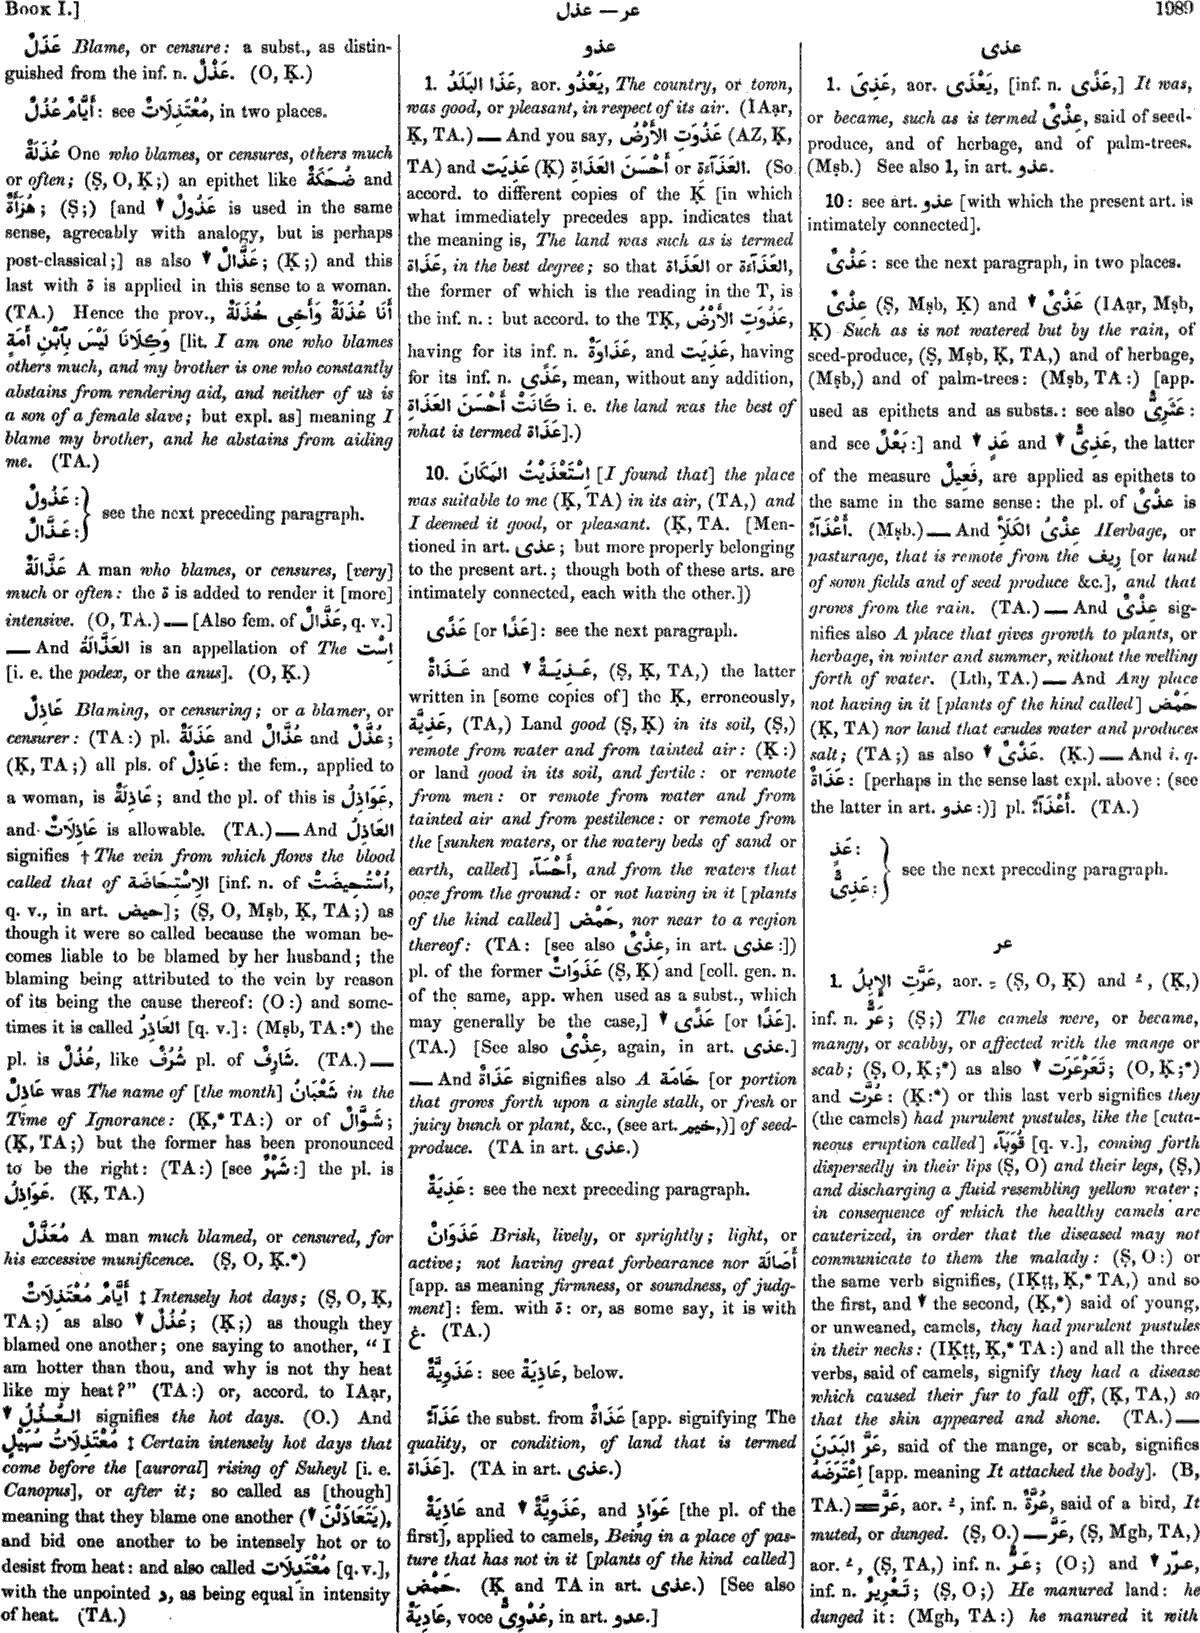 Book I.]
عذل — عر
1989
عَذَلٌ Blame, or censure: a subst., as distin-
guished from the inf. n. عَذْلٌ. (O, Ḳ.)
أَيَّامٌ عُذُلٌ: see مُعْتَذِلَاتٌ, in two places.
عُذَلَةٌ One who blames, or censures, others much
or often; (Ṣ, O, Ḳ;) an epithet like ضُحَكَةٌ and
هُزَأَةٌ; (Ṣ;) [and ▼ عَذُولٌ is used in the same
sense, agreeably with analogy, but is perhaps
post-classical;] as also ▼ عَذَّالٌ; (Ḳ;) and this
last with ة is applied in this sense to a woman.
(TA.) Hence the prov., أَنَا عُذَلَةٌ وَأَخِى خُذَلَةٌ
وَكِلَانَا لَيْسَ بِٱبْنِ أَمَةٍ [lit. I am one who blames
others much, and my brother is one who constantly
abstains from rendering aid, and neither of us is
a son of a female slave; but expl. as] meaning I
blame my brother, and he abstains from aiding
me. (TA.)
عَذُولٌ:
عَذَّالٌ:
see the next preceding paragraph.
عَذَّالَةٌ A man who blames, or censures, [very]
much or often: the ة is added to render it [more]
intensive. (O, TA.) — [Also fem. of عَذَّالٌ, q. v.]
— And العَذَّالَةُ is an appellation of The اِسْت
[i. e. the podex, or the anus]. (O, Ḳ.)
عَاذِلٌ Blaming, or censuring; or a blamer, or
censurer: (TA:) pl. عَذَلَةٌ and عُذَّالٌ and عُذَّلٌ;
(Ḳ, TA;) all pls. of عَاذِلٌ: the fem., applied to
a woman, is عَاذِلَةٌ; and the pl. of this is عَوَاذِلُ,
and عَاذِلَاتٌ is allowable. (TA.) — And العَاذِلُ
signifies † The vein from which flows the blood
called that of الاِسْتِحَاضَة [inf. n. of اُسْتُحِيضَتْ,
q. v., in art. حيض]; (Ṣ, O, Mṣb, Ḳ, TA;) as
though it were so called because the woman be-
comes liable to be blamed by her husband; the
blaming being attributed to the vein by reason
of its being the cause thereof: (O:) and some-
times it is called العَاذِرُ [q. v.]: (Mṣb, TA:*) the
pl. is عُذُلٌ, like شُرُفٌ pl. of شَارِفٌ. (TA.) —
عَاذِلٌ was The name of [the month] شَعْبَانُ in the
Time of Ignorance: (Ḳ,* TA:) or of شَوَّالٌ;
(Ḳ, TA;) but the former has been pronounced
to be the right: (TA:) [see شَهْرٌ:] the pl. is
عَوَاذِلُ. (Ḳ, TA.)
مُعَذَّلٌ A man much blamed, or censured, for
his excessive munificence. (Ṣ, O, Ḳ.*)
أَيَّامٌ مُعْتَذِلَاتٌ ‡ Intensely hot days; (Ṣ, O, Ḳ,
TA;) as also ▼ عُذُلٌ; (Ḳ;) as though they
blamed one another; one saying to another, “I
am hotter than thou, and why is not thy heat
like my heat?” (TA:) or, accord. to IAạr,
▼ العُذُلُ signifies the hot days. (O.) And
مُعْتَذِلَاتُ سُهَيْلٍ ‡ Certain intensely hot days that
come before the [auroral] rising of Suheyl [i. e.
Canopus], or after it; so called as [though]
meaning that they blame one another (▼ يَتَعَاذَلْنَ),
and bid one another to be intensely hot or to
desist from heat: and also called مُعْتَدِلَات [q. v.],
with the unpointed د, as being equal in intensity
of heat. (TA.)
عذو
1. عَذَا البَلَدُ, aor. يَعْذُو, The country, or town,
was good, or pleasant, in respect of its air. (IAạr,
Ḳ, TA.) — And you say, عَذُوَتِ الأَرْضُ (AZ, Ḳ,
TA) and عَذِيَت (Ḳ) أَحْسَنَ العَذَاةِ or العَذَآءَة. (So
accord. to different copies of the Ḳ [in which
what immediately precedes app. indicates that
the meaning is, The land was such as is termed
عَذَاة, in the best degree; so that العَذَاة or العَذَآءَة,
the former of which is the reading in the T, is
the inf. n.: but accord. to the TḲ, عَذُوَتِ الأَرْضُ,
having for its inf. n. عَذَاوَةٌ, and عَذِيَت, having
for its inf. n. عَذًى, mean, without any addition,
كَانَتْ أَحْسَنَ العَذَاةِ i. e. the land was the best of
what is termed عَذَاة].)
10. اِسْتَعْذَيْتُ المَكَانَ [I found that] the place
was suitable to me (Ḳ, TA) in its air, (TA,) and
I deemed it good, or pleasant. (Ḳ, TA. [Men-
tioned in art. عذى; but more properly belonging
to the present art.; though both of these arts. are
intimately connected, each with the other.])
عَذًى [or عَذًا]: see the next paragraph.
عَذَاةٌ and ▼ عَذِيَةٌ, (Ṣ, Ḳ, TA,) the latter
written in [some copies of] the Ḳ, erroneously,
عَذِيَّة, (TA,) Land good (Ṣ, Ḳ) in its soil, (Ṣ,)
remote from water and from tainted air: (Ḳ:)
or land good in its soil, and fertile: or remote
from men: or remote from water and from
tainted air and from pestilence: or remote from
the [sunken waters, or the watery beds of sand or
earth, called] أَحْسَآء, and from the waters that
ooze from the ground: or not having in it [plants
of the kind called] حَمْض, nor near to a region
thereof: (TA: [see also عِذْىٌ, in art. عذى:])
pl. of the former عَذَوَاتٌ (Ṣ, Ḳ) and [coll. gen. n.
of the same, app. when used as a subst., which
may generally be the case,] ▼ عَذًى [or عَذًا].
(TA.) [See also عِذْىٌ, again, in art. عذى.]
— And عَذَاةٌ signifies also A خَامَة [or portion
that grows forth upon a single stalk, or fresh or
juicy bunch or plant, &c., (see art. خيم,)] of seed-
produce. (TA in art. عذى.)
عَذِيَةٌ: see the next preceding paragraph.
عَذَوَانٌ Brisk, lively, or sprightly; light, or
active; not having great forbearance nor أَصَالَة
[app. as meaning firmness, or soundness, of judg-
ment]: fem. with ة: or, as some say, it is with
غ. (TA.)
عَذَوِيَّةٌ: see عَاذِيَةٌ, below.
عَذَآءٌ the subst. from عَذَاةٌ [app. signifying The
quality, or condition, of land that is termed
عَذَاة]. (TA in art. عذى.)
عَاذِيَةٌ and ▼ عَذَوِيَّةٌ, and عَوَاذٍ [the pl. of the
first], applied to camels, Being in a place of pas-
ture that has not in it [plants of the kind called]
حَمْض. (Ḳ and TA in art. عذى.) [See also
عَادِيَةٌ, voce عُدْوِىٌّ, in art. عدو.]
عذى
1. عَذِىَ, aor. يَعْذَى, [inf. n. عَذًى,] It was,
or became, such as is termed عِذْىٌ, said of seed-
produce, and of herbage, and of palm-trees.
(Mṣb.) See also 1, in art. عذو.
10: see art. عذو [with which the present art. is
intimately connected].
عَذْىٌ: see the next paragraph, in two places.
عِذْىٌ (Ṣ, Mṣb, Ḳ) and ▼ عَذْىٌ (IAạr, Mṣb,
Ḳ) Such as is not watered but by the rain, of
seed-produce, (Ṣ, Mṣb, Ḳ, TA,) and of herbage,
(Mṣb,) and of palm-trees: (Mṣb, TA:) [app.
used as epithets and as substs.: see also عَثَرِىٌّ:
and see بَعْلٌ:] and ▼ عَذٍ and ▼ عَذِىٌّ, the latter
of the measure فَعِيلٌ, are applied as epithets to
the same in the same sense: the pl. of عِذْىٌ is
أَعْذَآءٌ. (Mṣb.) — And عِذْىُ الكَلَأِ Herbage, or
pasturage, that is remote from the رِيف [or land
of sown fields and of seed produce &c.], and that
grows from the rain. (TA.) — And عِذْىٌ sig-
nifies also A place that gives growth to plants, or
herbage, in winter and summer, without the welling
forth of water. (Lth, TA.) — And Any place
not having in it [plants of the kind called] حَمْض
(Ḳ, TA) nor land that exudes water and produces
salt; (TA;) as also ▼ عَذْىٌ. (Ḳ.) — And i. q.
عَذَاةٌ: [perhaps in the sense last expl. above: (see
the latter in art. عذو:)] pl. أَعْذَآءٌ. (TA.)
عَذٍ:
عَذِىٌّ:
see the next preceding paragraph.
عر
1. عَرَّتِ الإِبِلُ, aor. ـِ (Ṣ, O, Ḳ) and ـُ, (Ḳ,)
inf. n. عَرٌّ; (Ṣ;) The camels were, or became,
mangy, or scabby, or affected with the mange or
scab; (Ṣ, O, Ḳ;*) as also ▼ تَعَرْعَرَت; (O, Ḳ;*)
and عُرَّت: (Ḳ:*) or this last verb signifies they
(the camels) had purulent pustules, like the [cuta-
neous eruption called] قُوَبَآء [q. v.], coming forth
dispersedly in their lips (Ṣ, O) and their legs, (Ṣ,)
and discharging a fluid resembling yellow water;
in consequence of which the healthy camels are
cauterized, in order that the diseased may not
communicate to them the malady: (Ṣ, O:) or
the same verb signifies, (IḲṭṭ, Ḳ,* TA,) and so
the first, and ▼ the second, (Ḳ,*) said of young,
or unweaned, camels, they had purulent pustules
in their necks: (IḲṭṭ, Ḳ,* TA:) and all the three
verbs, said of camels, signify they had a disease
which caused their fur to fall off, (Ḳ, TA,) so
that the skin appeared and shone. (TA.) —
عَرَّ البَدَنَ, said of the mange, or scab, signifies
اِعْتَرَضَهُ [app. meaning It attached the body]. (B,
TA.) = عَرَّ, aor. ـُ, inf. n. عُرَّةٌ, said of a bird, It
muted, or dunged. (Ṣ, O.) — عَرَّ, (Ṣ, Mgh, TA,)
aor. ـُ, (Ṣ, TA,) inf. n. عَرٌّ; (O;) and ▼ عرّر,
inf. n. تَعْرِيرٌ; (Ṣ, O;) He manured land: he
dunged it: (Mgh, TA:) he manured it with